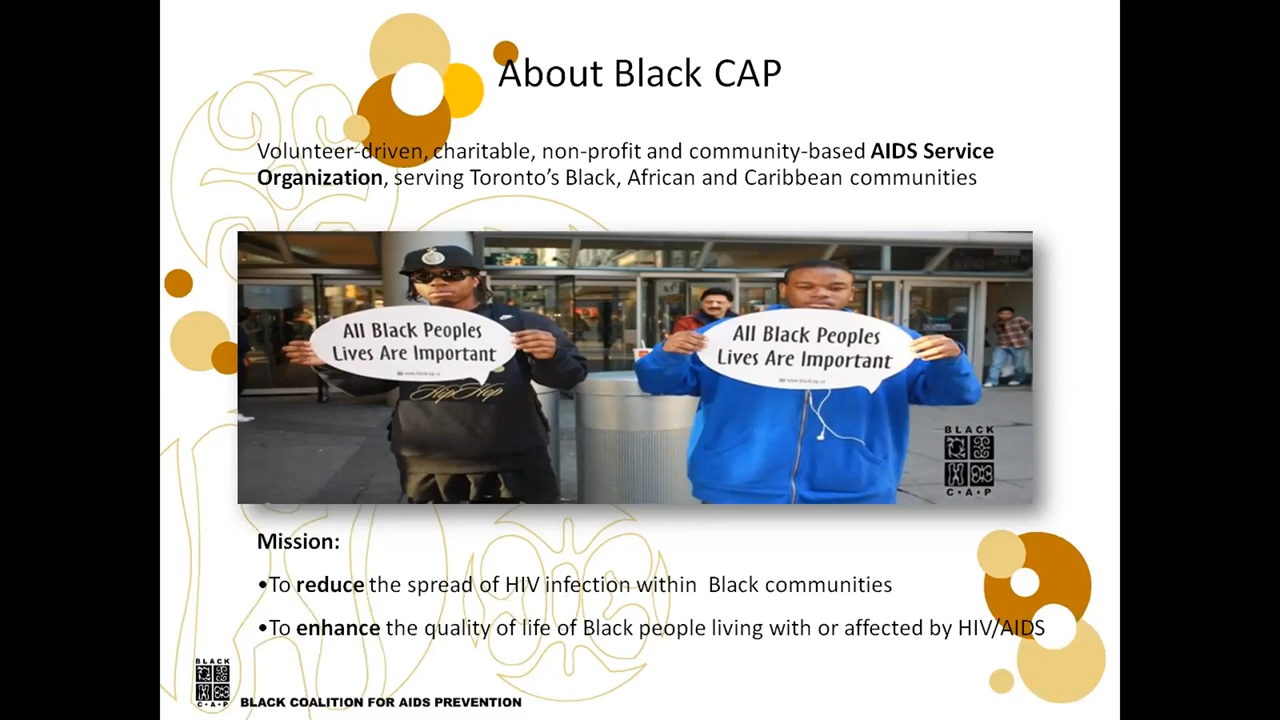 About Black CAP
Volunteer-driven, charitable, non-profit and community-based AIDS Service
Organization, serving Toronto's Black, African and Caribbean communities
All Black Peoples
Lives Are Important
www.blackcap.ca
HipHop
All Black Peoples
Lives Are Important
www.blackcap.ca
BLACK
C•A•P
Mission:
•To reduce the spread of HIV infection within Black communities
•To enhance the quality of life of Black people living with or affected by HIV/AIDS
BLACK
C•A•P
BLACK COALITION FOR AIDS PREVENTION